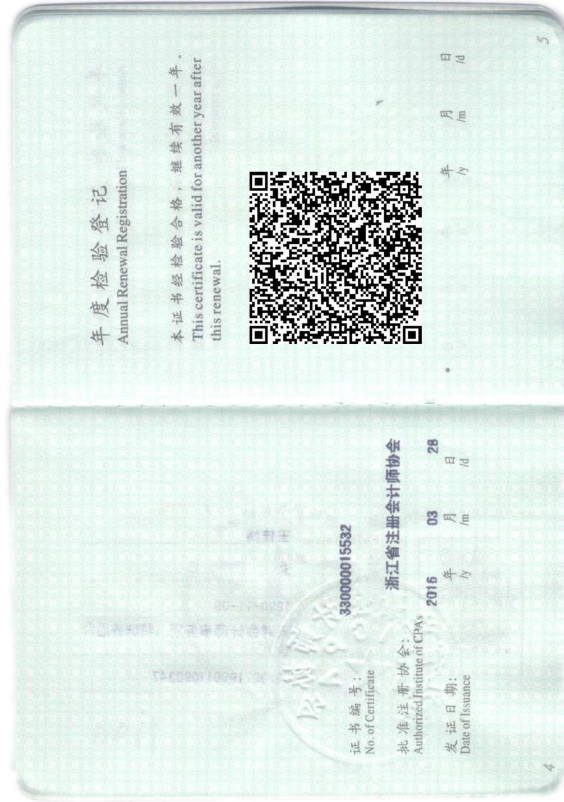 证书编号：
No. of Certificate
330000015532
批准注册协会：
Authorized Institute of CPAs
浙江省注册会计师协会
发证日期：
Date of Issuance
2016 年 03 月 28 日
/y /m /d
4
年度检验登记
Annual Renewal Registration
本证书经检验合格，继续有效一年。
This certificate is valid for another year after
this renewal.
年 月 日
/y /m /d
5